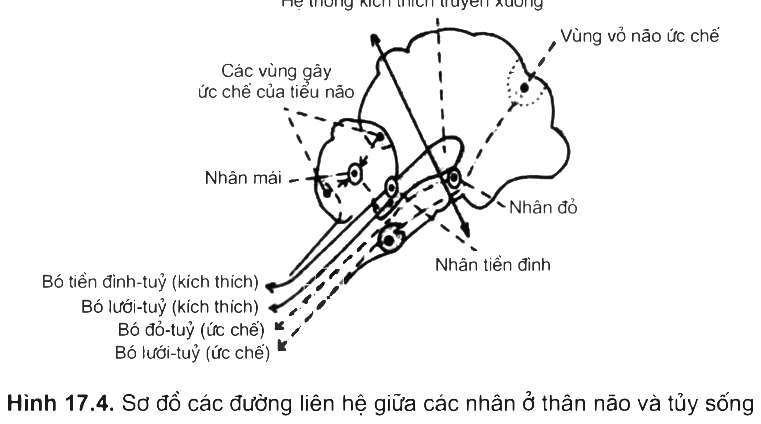 Hệ thống kích thích truyền xuống
Vùng vỏ não ức chế
Các vùng gây
ức chế của tiểu não
Nhân mái
Nhân đỏ
Nhân tiền đình
Bó tiền đình-tuỷ (kích thích)
Bó lưới-tuỷ (kích thích)
Bó đỏ-tuỷ (ức chế)
Bó lưới-tuỷ (ức chế)
Hình 17.4. Sơ đồ các đường liên hệ giữa các nhân ở thân não và tủy sống